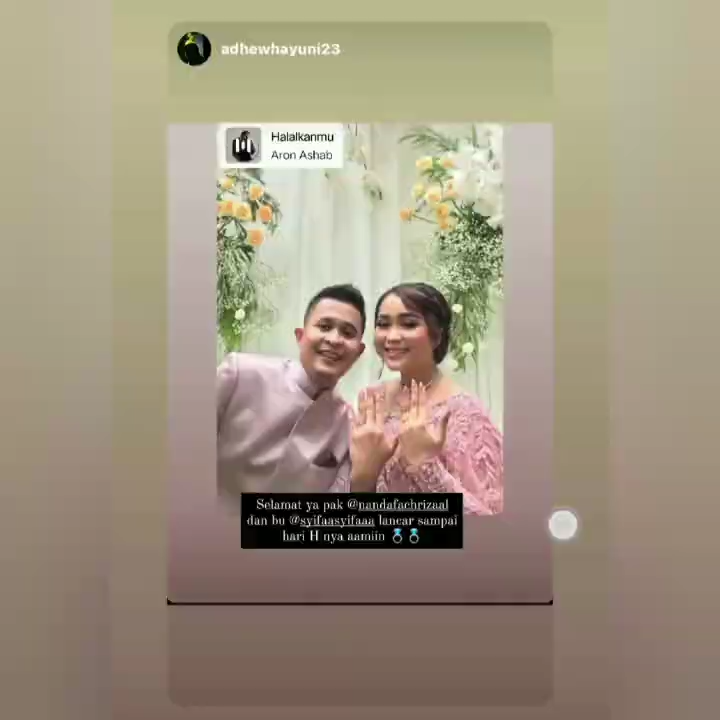 adhewhayuni23
Halalkanmu
Aron Ashab
Selamat ya pak @nandafachrizaal
dan bu @syifaasyifaaa lancar sampai
hari H nya aamiin 💍💍